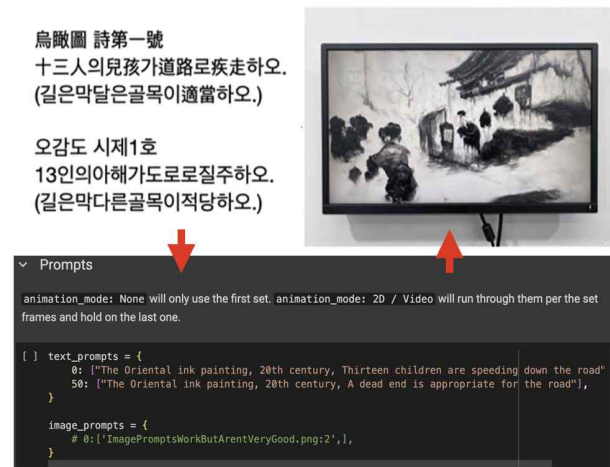 烏瞰圖 詩第一號
十三人의兒孩가道路로疾走하오.
(길은막달은골목이適當하오.)
오감도 시제1호
13인의아해가도로로질주하오.
(길은막다른골목이적당하오.)
Prompts
animation_mode: None will only use the first set. animation_mode: 2D / Video will run through them per the set
frames and hold on the last one.
[ ] text_prompts = {
0: ["The Oriental ink painting, 20th century, Thirteen children are speeding down the road"
50: ["The Oriental ink painting, 20th century, A dead end is appropriate for the road"],
}
image_prompts = {
# 0:['ImagePromptsWorkButArentVeryGood.png:2',],
}